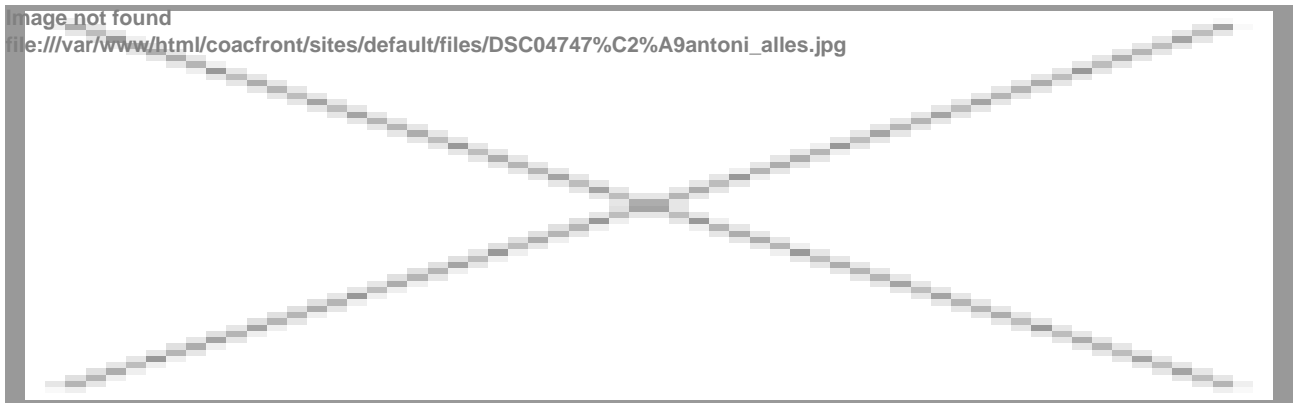 Image not found
file:///var/www/html/coacfront/sites/default/files/DSC04747%C2%A9antoni_alles.jpg